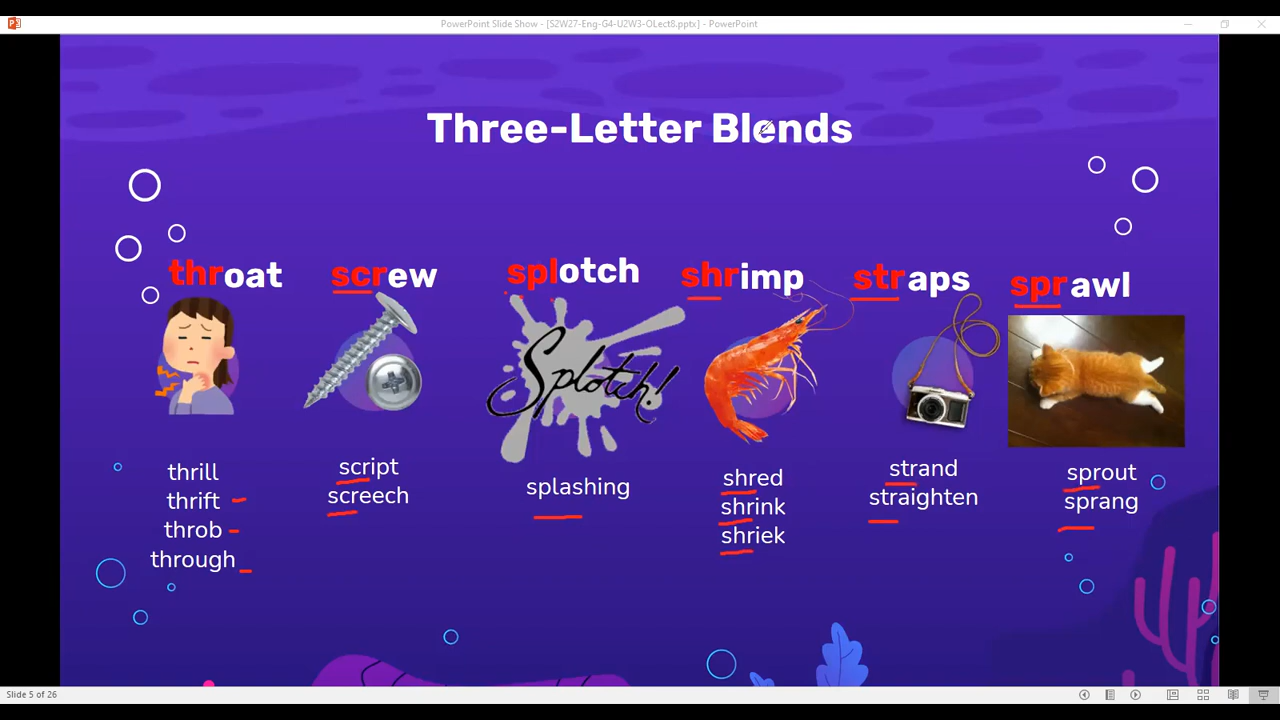 PowerPoint Slide Show - [S2W27-Eng-G4-U2W3-OLect8.pptx] - PowerPoint
Three-Letter Blends
throat
screw
splotch
shrimp
straps
sprawl
Splotch!
thrill
thrift
throb
through
script
screech
splashing
shred
shrink
shriek
strand
straighten
sprout
sprang
Slide 5 of 26